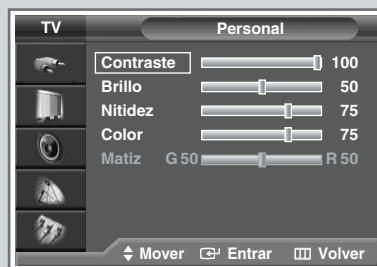 TV Personal
Contraste 100
Brillo 50
Nitidez 75
Color 75
Matiz G 50 R 50
Mover Entrar Volver